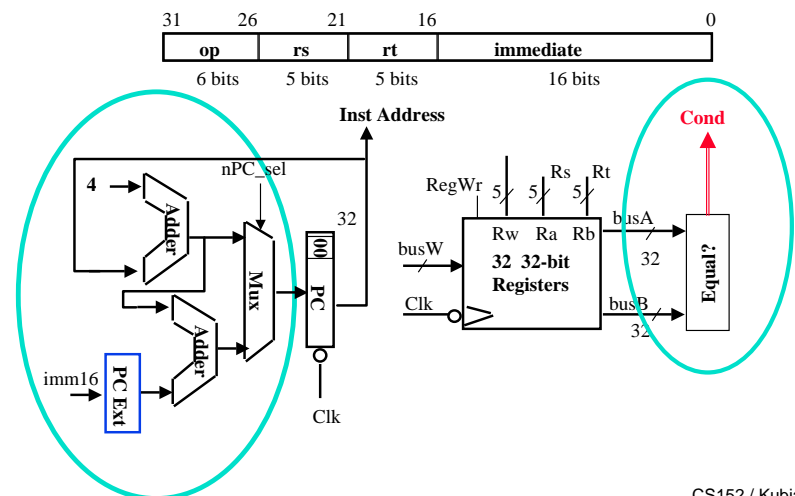 31 26 21 16 0
op rs rt immediate
6 bits 5 bits 5 bits 16 bits
Inst Address
Cond
nPC_sel
4
Adder
32
RegWr
5 5 Rs 5 Rt
busA
Rw Ra Rb
32
busW
32 32-bit
Registers
Equal?
Mux
00
PC
Clk
busB
32
Adder
imm16
PC Ext
Clk
CS152 / Kubi